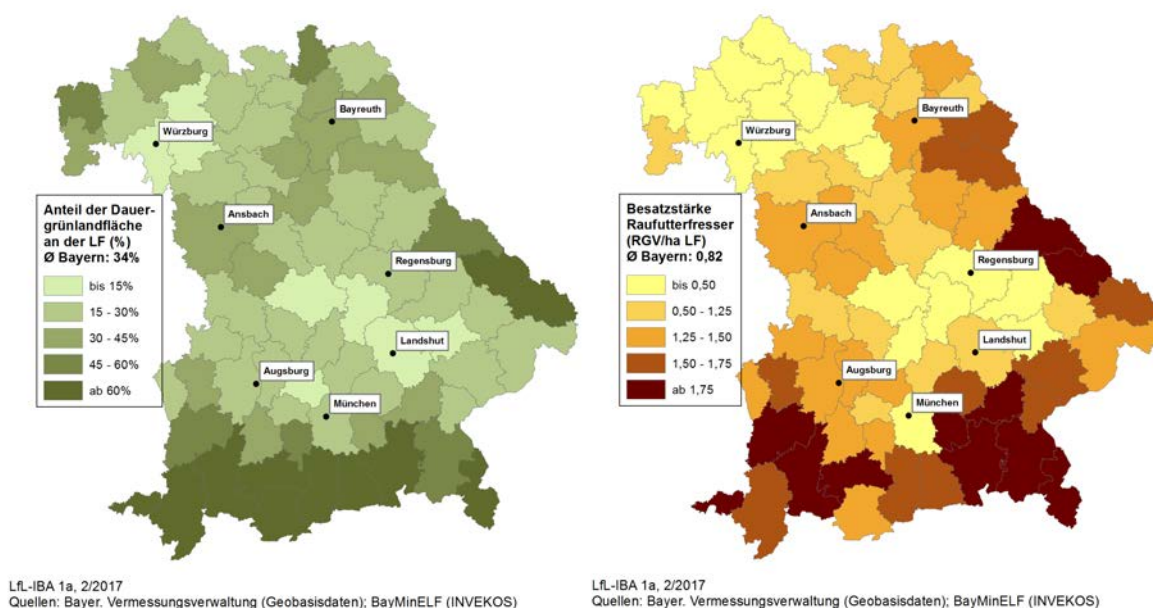 Bayreuth
Würzburg
Anteil der Dauer-
grünlandfläche
an der LF (%)
Ø Bayern: 34%
bis 15%
15 - 30%
30 - 45%
45 - 60%
ab 60%
Ansbach
Regensburg
Landshut
Augsburg
München
LfL-IBA 1a, 2/2017
Quellen: Bayer. Vermessungsverwaltung (Geobasisdaten); BayMinELF (INVEKOS)
Bayreuth
Würzburg
Besatzstärke
Raufutterfresser
(RGV/ha LF)
Ø Bayern: 0,82
bis 0,50
0,50 - 1,25
1,25 - 1,50
1,50 - 1,75
ab 1,75
Ansbach
Regensburg
Landshut
Augsburg
München
LfL-IBA 1a, 2/2017
Quellen: Bayer. Vermessungsverwaltung (Geobasisdaten); BayMinELF (INVEKOS)